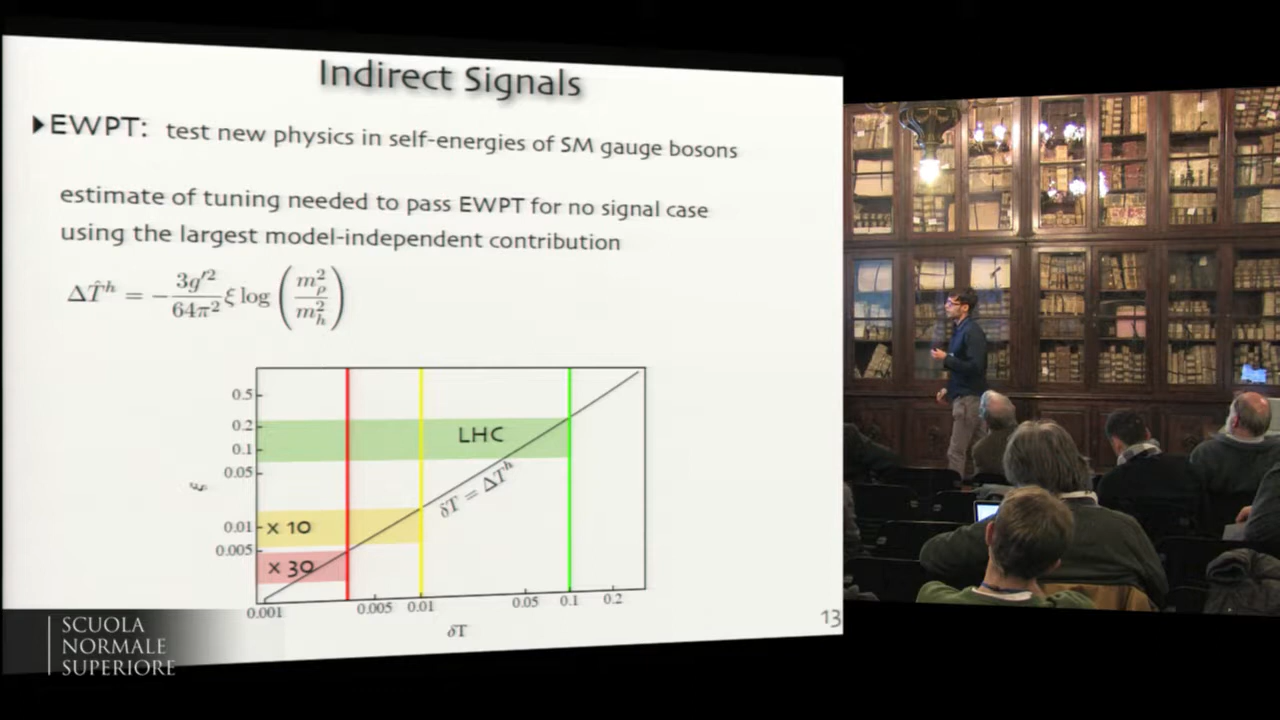 Indirect Signals
EWPT: test new physics in self-energies of SM gauge bosons
estimate of tuning needed to pass EWPT for no signal case
using the largest model-independent contribution
ΔT̂ʰ = −3g′²/64π² ξ log (m²ρ/m²h)
0.5
0.2
0.1
0.05
0.01
0.005
ξ
LHC
δT = ΔTʰ
x 10
x 30
0.001 0.005 0.01 0.05 0.1 0.2
δT
13
SCUOLA
NORMALE
SUPERIORE